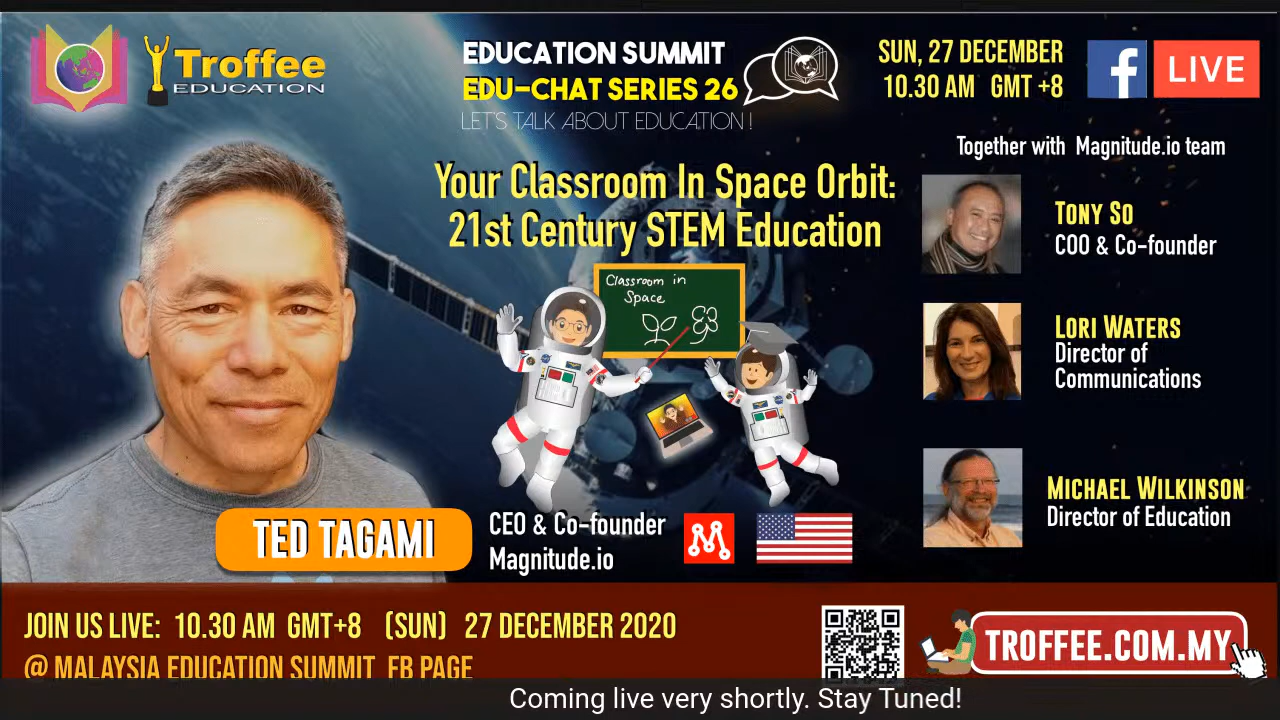 Troffee
EDUCATION
EDUCATION SUMMIT
EDU-CHAT SERIES 26
LET'S TALK ABOUT EDUCATION !
SUN, 27 DECEMBER
10.30 AM GMT +8
f
LIVE
Together with Magnitude.io team
Your Classroom In Space Orbit:
21st Century STEM Education
Classroom in
Space
TONY SO
COO & Co-founder
LORI WATERS
Director of
Communications
MICHAEL WILKINSON
Director of Education
TED TAGAMI
CEO & Co-founder
Magnitude.io
JOIN US LIVE: 10.30 AM GMT+8 (SUN) 27 DECEMBER 2020
@ MALAYSIA EDUCATION SUMMIT FB PAGE
TROFFEE.COM.MY
Coming live very shortly. Stay Tuned!